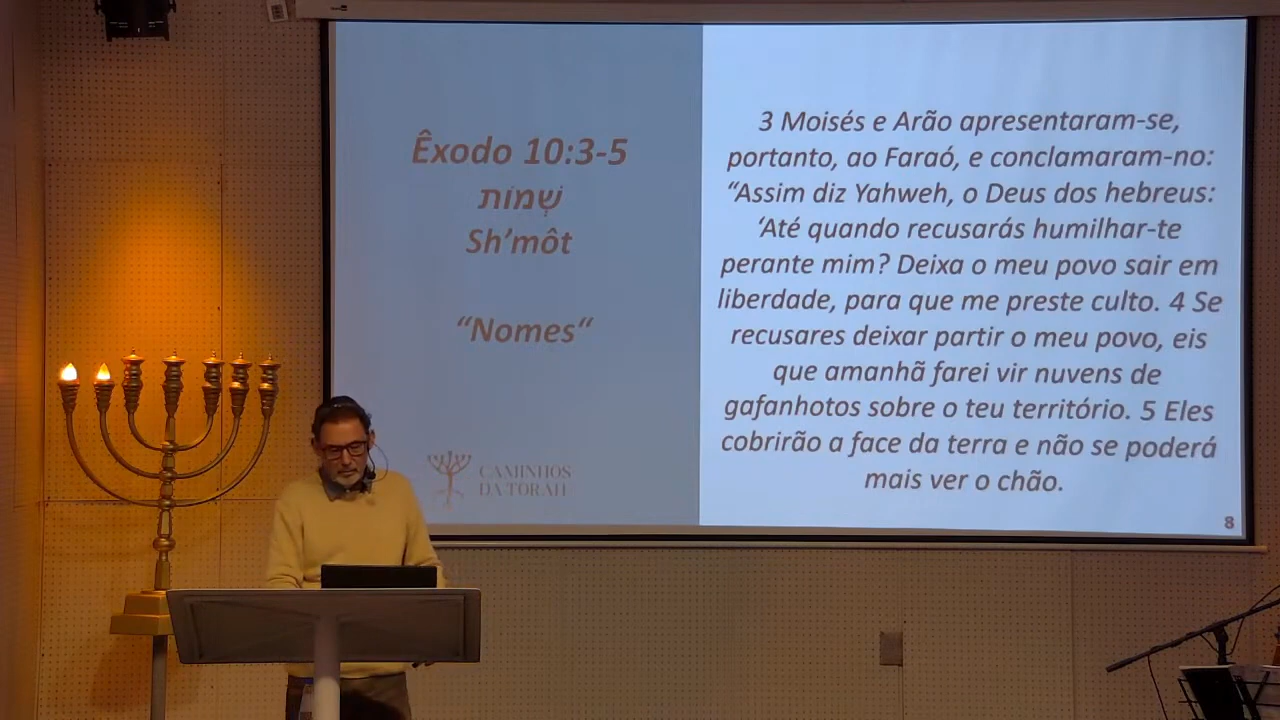 Êxodo 10:3-5
שְׁמוֹת
Sh’môt
“Nomes“
CAMINHOS
DA TORAH
3 Moisés e Arão apresentaram-se,
portanto, ao Faraó, e conclamaram-no:
“Assim diz Yahweh, o Deus dos hebreus:
‘Até quando recusarás humilhar-te
perante mim? Deixa o meu povo sair em
liberdade, para que me preste culto. 4 Se
recusares deixar partir o meu povo, eis
que amanhã farei vir nuvens de
gafanhotos sobre o teu território. 5 Eles
cobrirão a face da terra e não se poderá
mais ver o chão.
8